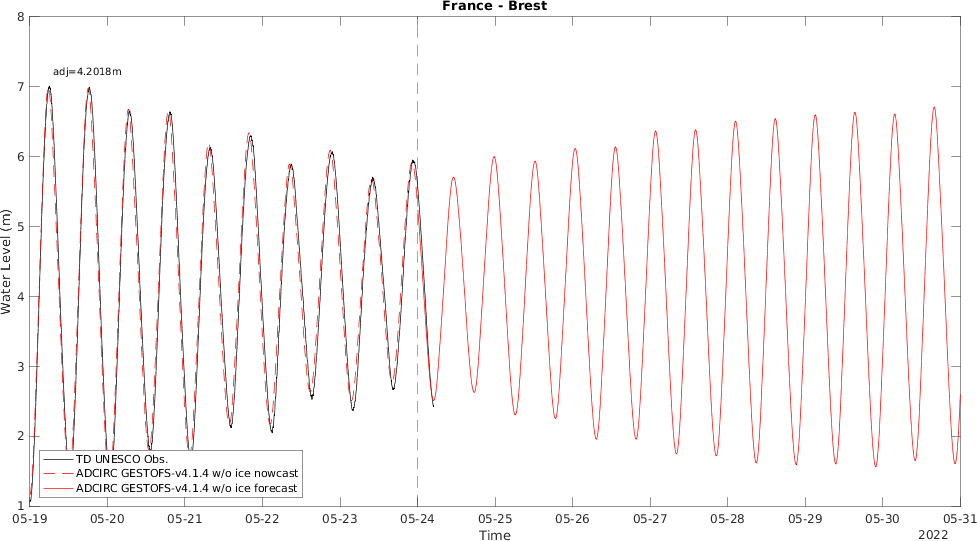 France - Brest
8
adj=4.2018m
7
6
5
Water Level (m)
4
3
2
TD UNESCO Obs.
ADCIRC GESTOFS-v4.1.4 w/o ice nowcast
ADCIRC GESTOFS-v4.1.4 w/o ice forecast
1
05-19 05-20 05-21 05-22 05-23 05-24 05-25 05-26 05-27 05-28 05-29 05-30 05-31
Time
2022